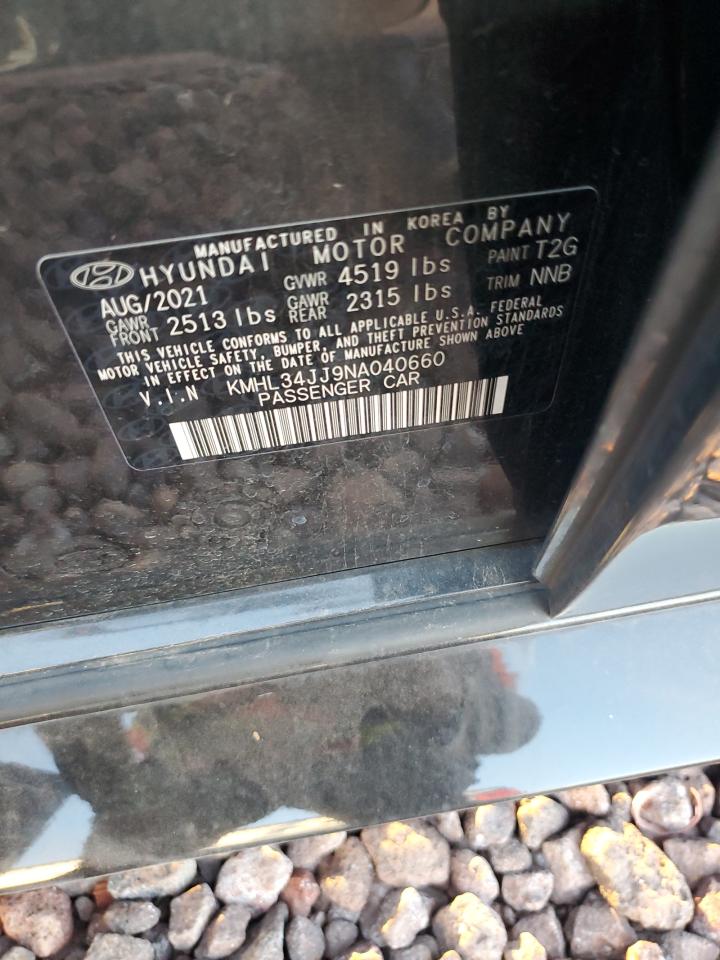 MANUFACTURED IN KOREA BY
HYUNDAI MOTOR COMPANY
AUG/2021 GVWR 4519 lbs PAINT T2G
GAWR FRONT 2513 lbs GAWR REAR 2315 lbs TRIM NNB
THIS VEHICLE CONFORMS TO ALL APPLICABLE U.S.A. FEDERAL
MOTOR VEHICLE SAFETY, BUMPER, AND THEFT PREVENTION STANDARDS
IN EFFECT ON THE DATE OF MANUFACTURE SHOWN ABOVE
V.I.N KMHL34JJ9NA040660
PASSENGER CAR